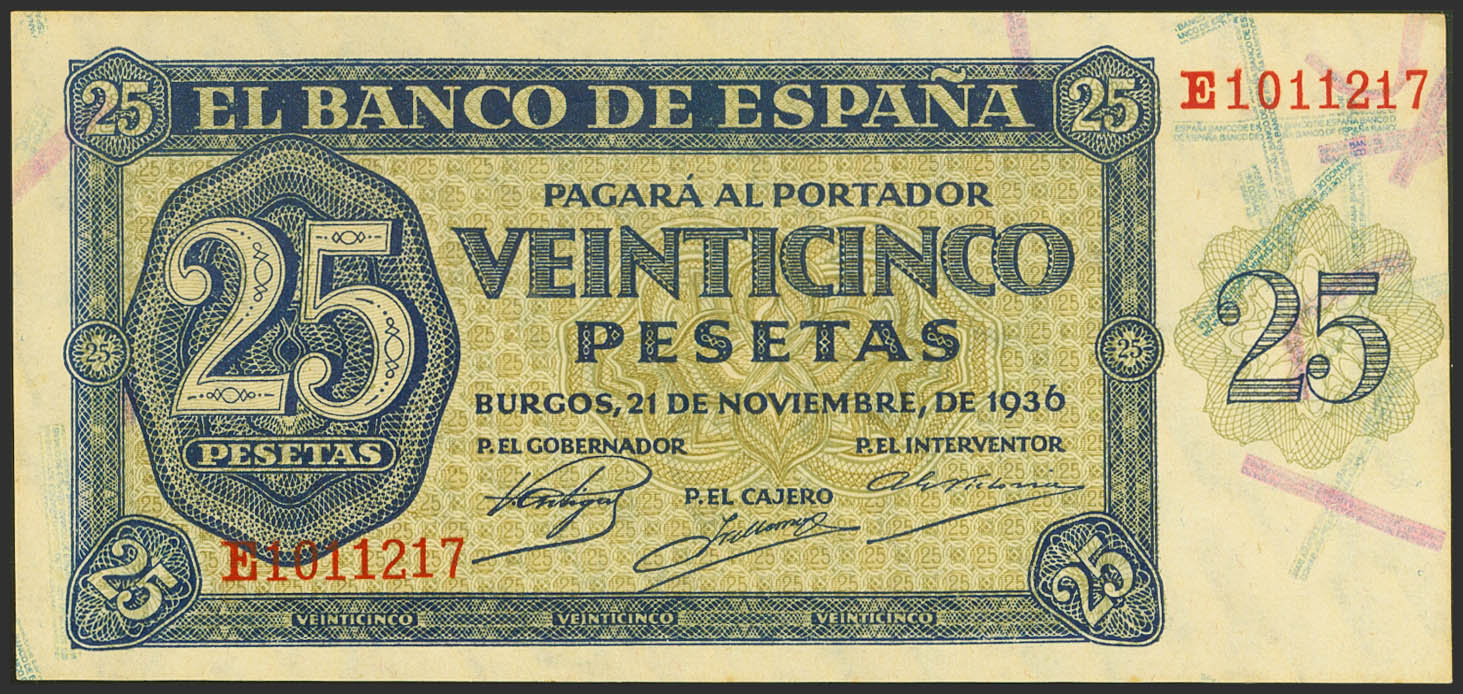 25 EL BANCO DE ESPAÑA 25
E1011217
PAGARÁ AL PORTADOR
VEINTICINCO
PESETAS
25
PESETAS
25
25
25
BURGOS, 21 DE NOVIEMBRE, DE 1936
P. EL GOBERNADOR
P. EL INTERVENTOR
P. EL CAJERO
E1011217
25
25
VEINTICINCO VEINTICINCO VEINTICINCO